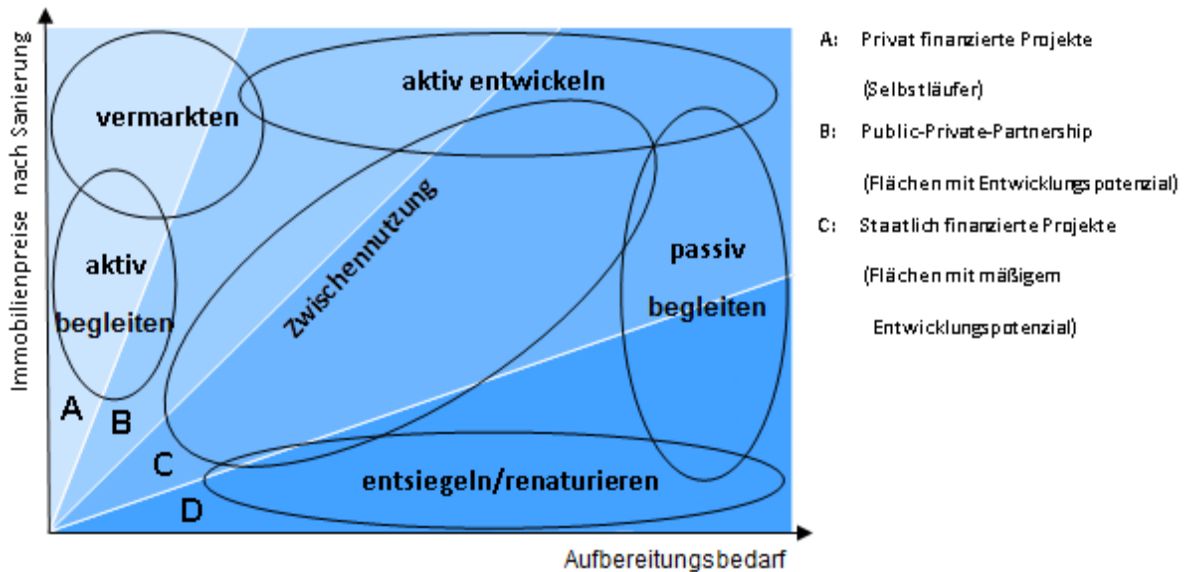 Immobilienpreise nach Sanierung
vermarkten
aktiv entwickeln
aktiv
begleiten
Zwischennutzung
passiv
begleiten
A
B
C
D
entsiegeln/renaturieren
Aufbereitungsbedarf
A: Privat finanzierte Projekte
(Selbstläufer)
B: Public-Private-Partnership
(Flächen mit Entwicklungspotenzial)
C: Staatlich finanzierte Projekte
(Flächen mit mäßigem
Entwicklungspotenzial)